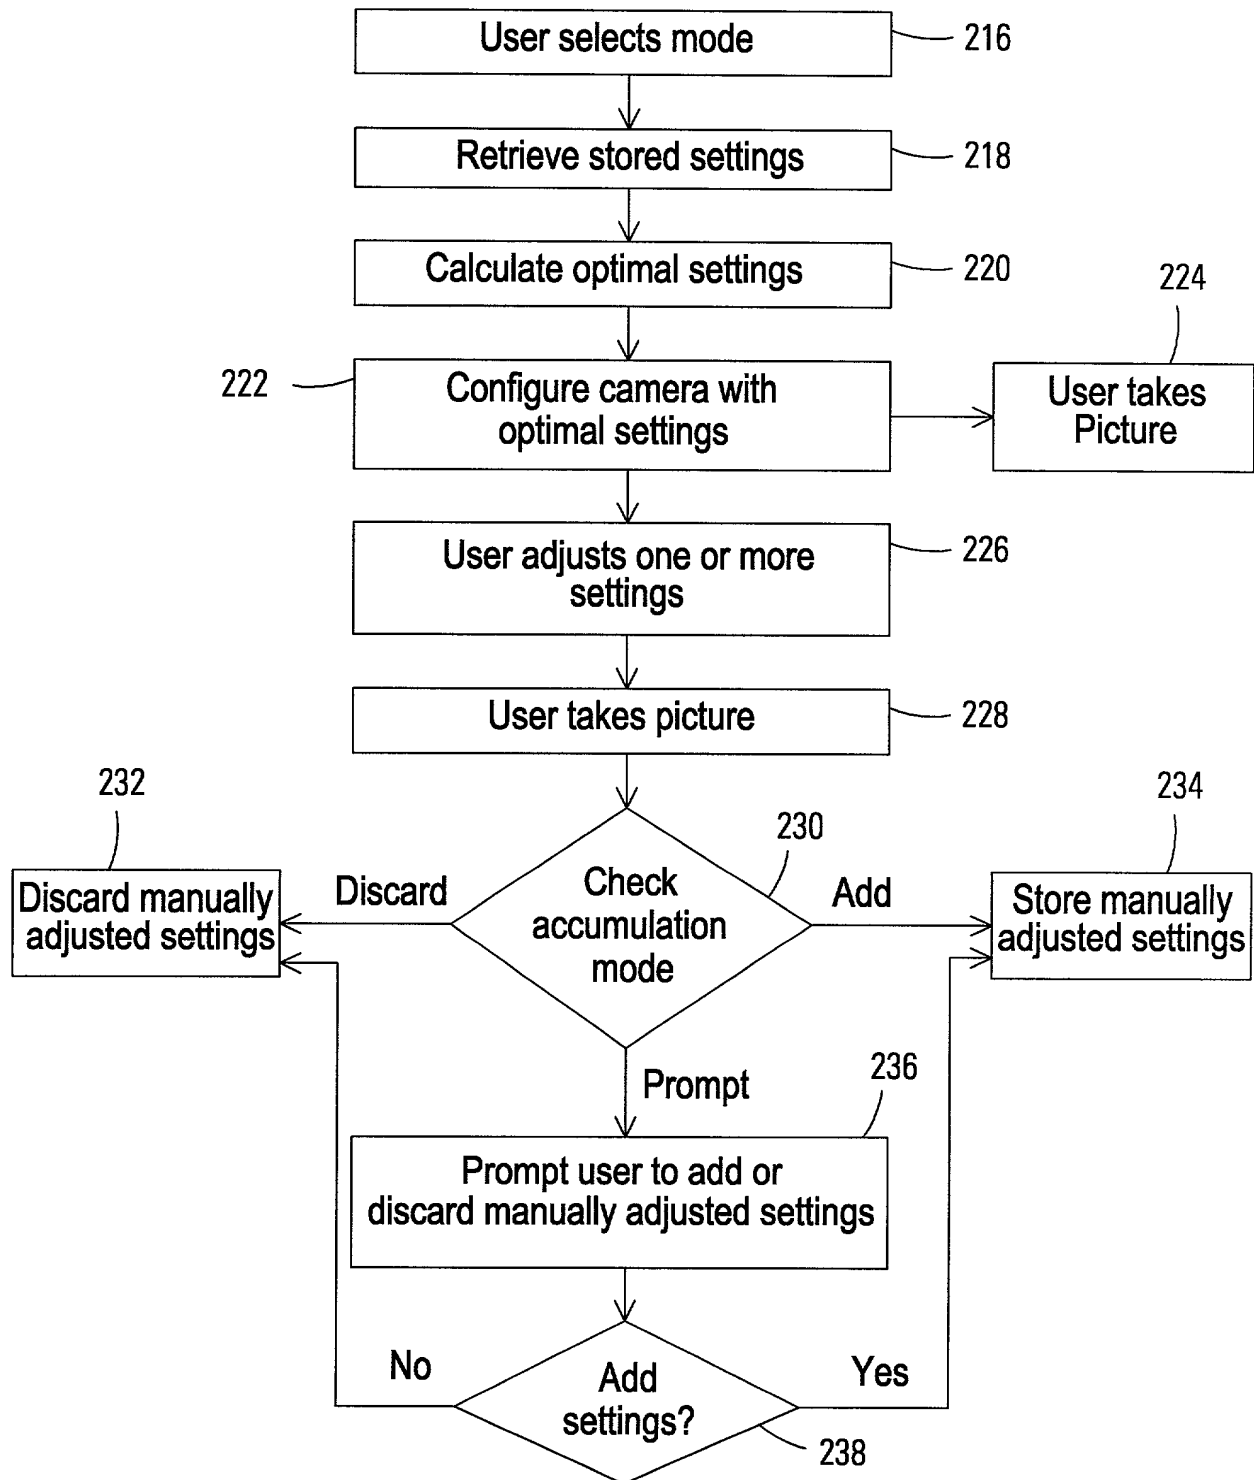 User selects mode
216
Retrieve stored settings
218
Calculate optimal settings
220
224
222
Configure camera with
optimal settings
User takes
Picture
226
User adjusts one or more
settings
User takes picture
228
232
234
230
Discard manually
adjusted settings
Discard
Check
accumulation
mode
Add
Store manually
adjusted settings
Prompt
236
Prompt user to add or
discard manually adjusted settings
No
Add
settings?
Yes
238